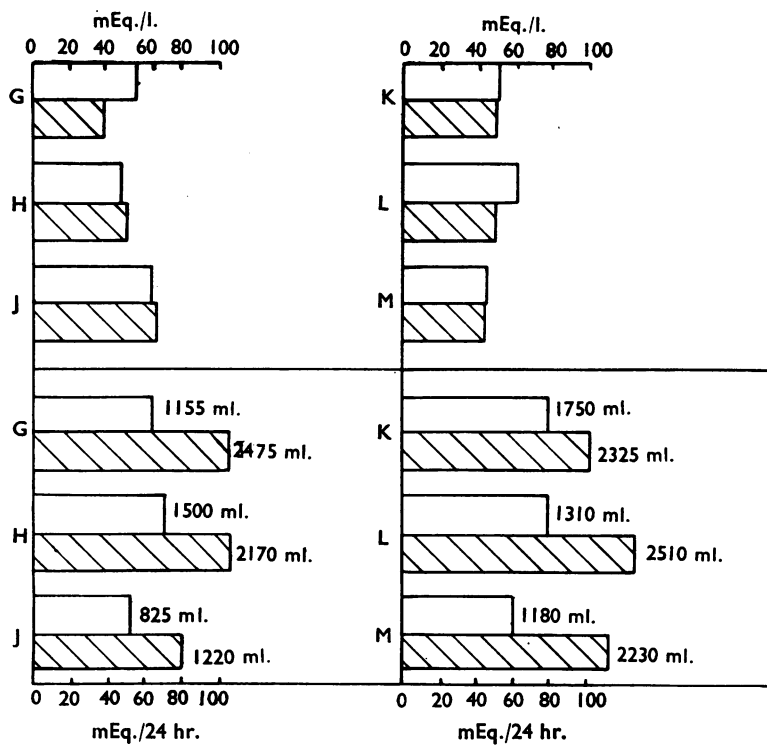 mEq./l.
0 20 40 60 80 100
G
H
J
mEq./l.
0 20 40 60 80 100
K
L
M
G
1155 ml.
2475 ml.
H
1500 ml.
2170 ml.
J
825 ml.
1220 ml.
0 20 40 60 80 100
mEq./24 hr.
K
1750 ml.
2325 ml.
L
1310 ml.
2510 ml.
M
1180 ml.
2230 ml.
0 20 40 60 80 100
mEq./24 hr.